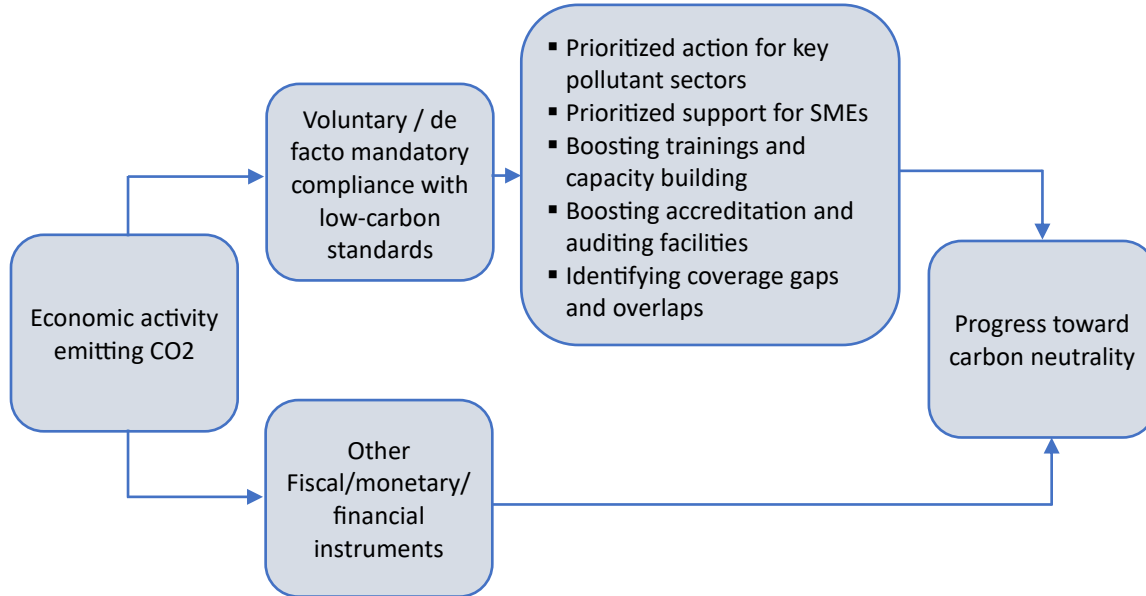 ▪ Prioritized action for key
pollutant sectors
▪ Prioritized support for SMEs
▪ Boosting trainings and
capacity building
▪ Boosting accreditation and
auditing facilities
▪ Identifying coverage gaps
and overlaps
Voluntary / de
facto mandatory
compliance with
low-carbon
standards
Economic activity
emitting CO2
Progress toward
carbon neutrality
Other
Fiscal/monetary/
financial
instruments